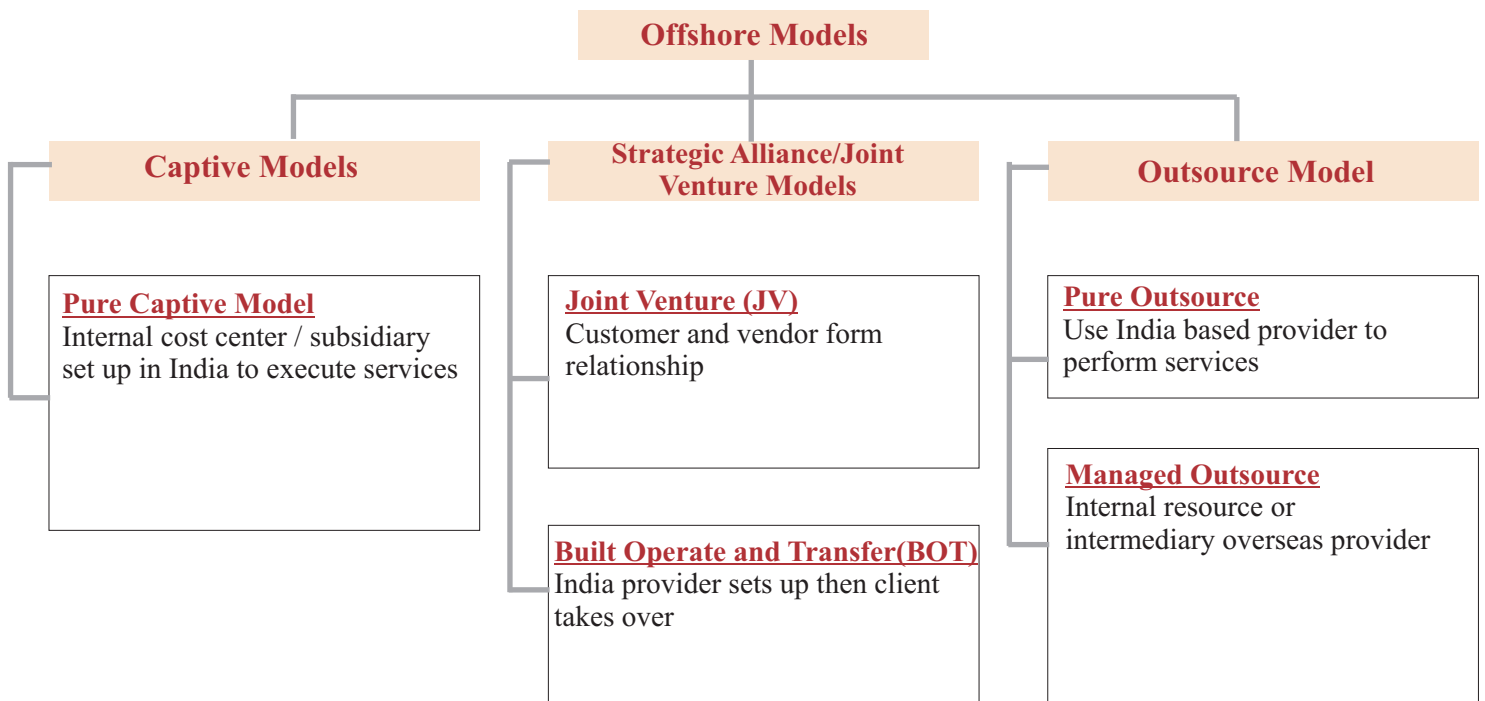 Offshore Models
Captive Models
Strategic Alliance/Joint
Venture Models
Outsource Model
Pure Captive Model
Internal cost center / subsidiary
set up in India to execute services
Joint Venture (JV)
Customer and vendor form
relationship
Built Operate and Transfer(BOT)
India provider sets up then client
takes over
Pure Outsource
Use India based provider to
perform services
Managed Outsource
Internal resource or
intermediary overseas provider